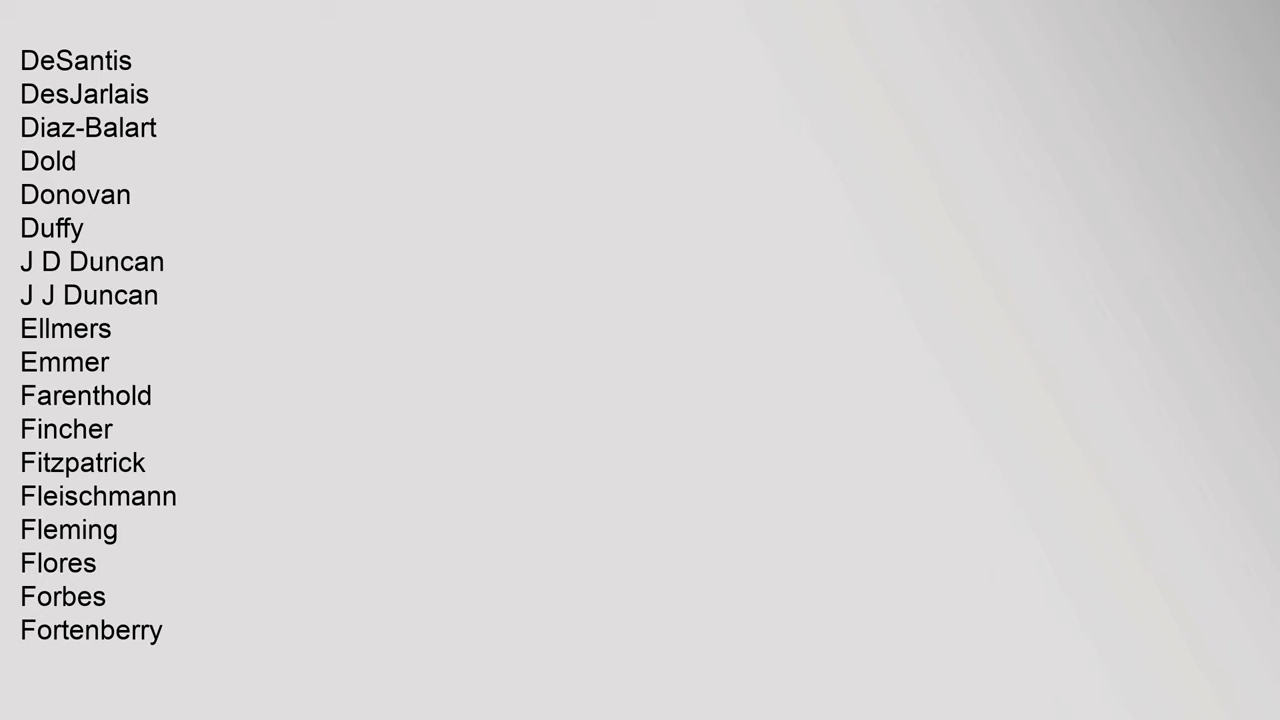 DeSantis
DesJarlais
Diaz-Balart
Dold
Donovan
Duffy
J D Duncan
J J Duncan
Ellmers
Emmer
Farenthold
Fincher
Fitzpatrick
Fleischmann
Fleming
Flores
Forbes
Fortenberry